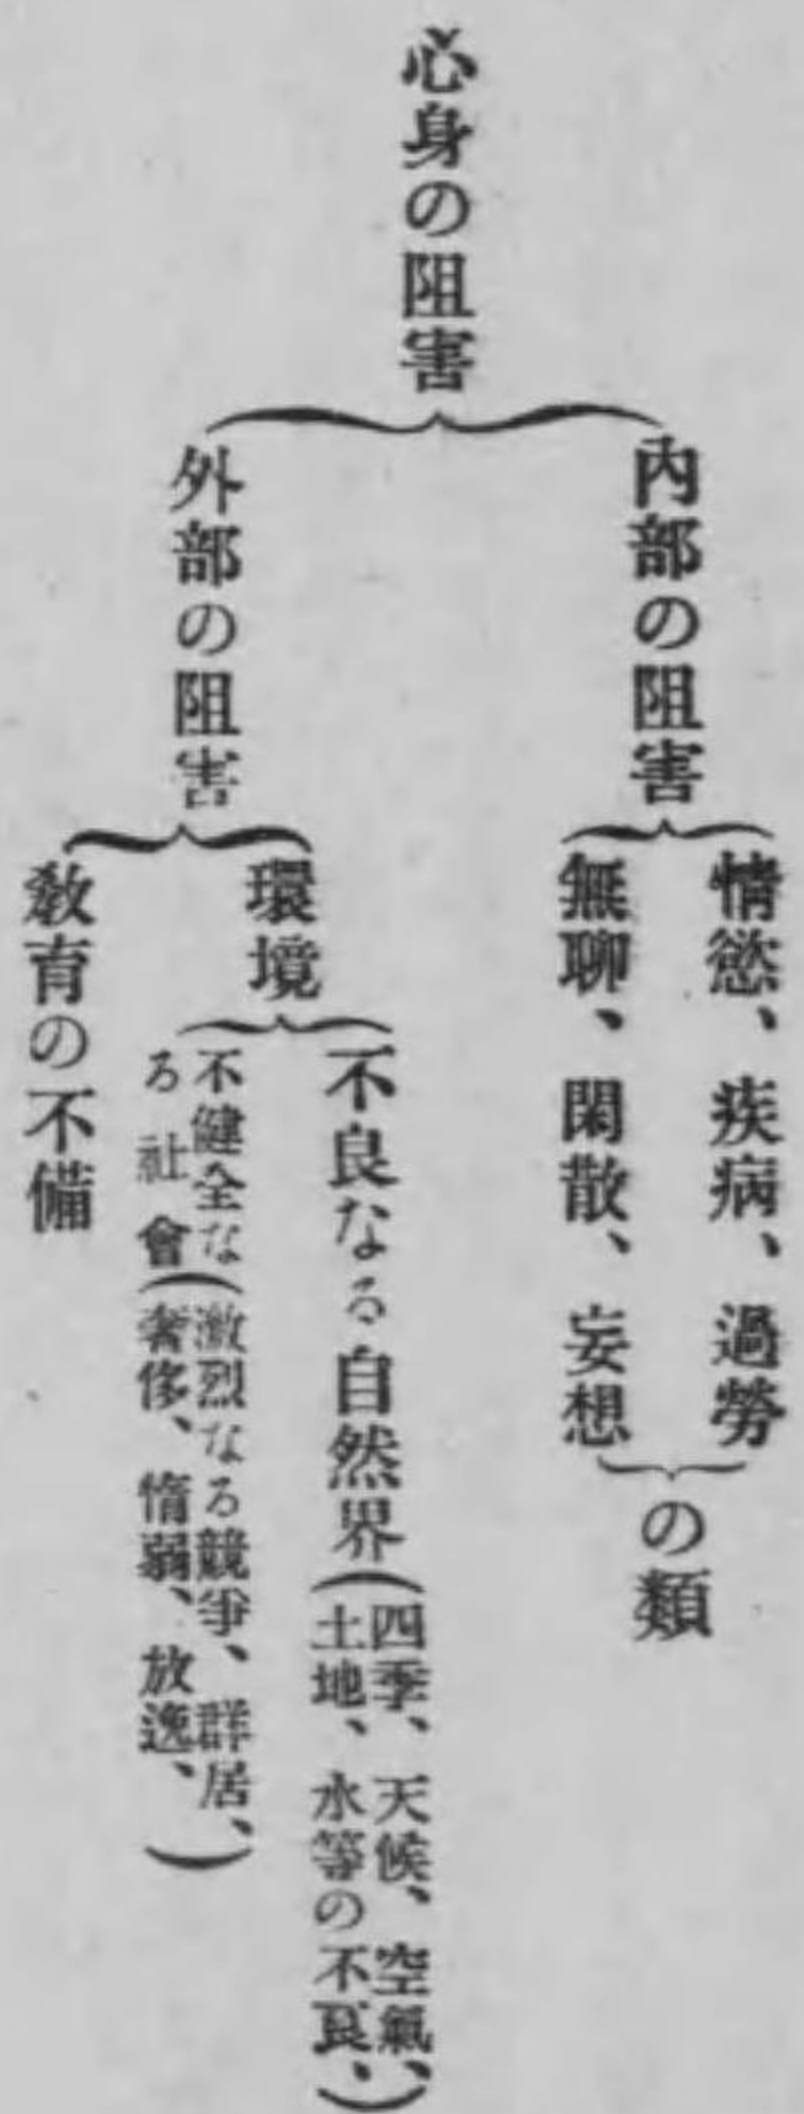 心身の阻害
內部の阻害
情慾、疾病、過勞
無聊、閑散、妄想
の類
外部の阻害
環境
不良なる自然界(四季、天候、空氣、
土地、水等の不良、)
不健全な
る社會(激烈なる競爭、群居、
奢侈、惰弱、放逸、)
敎育の不備